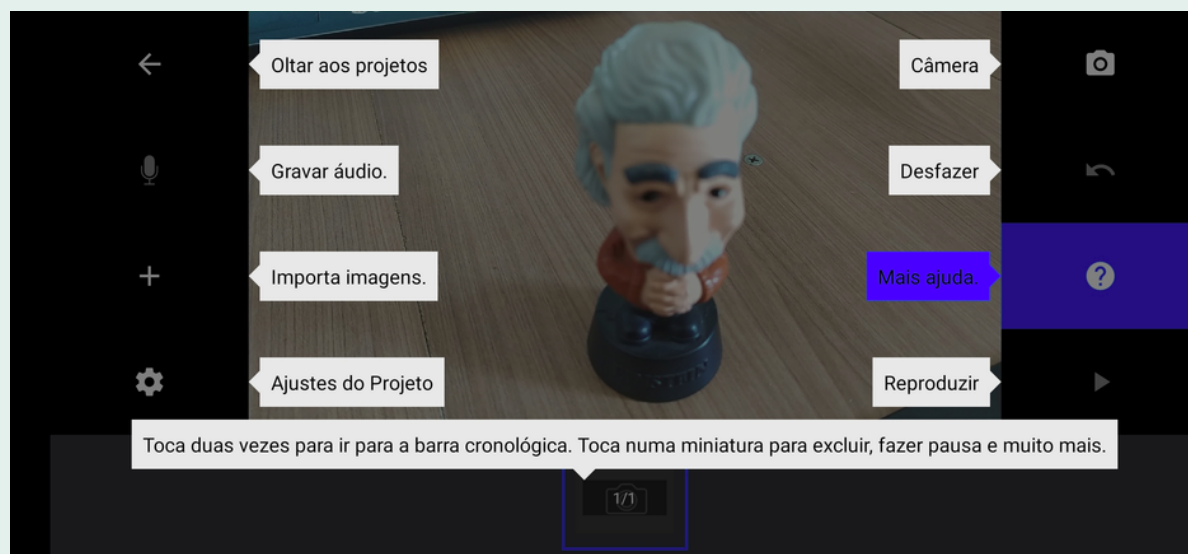 Oltar aos projetos
Câmera
Gravar áudio.
Desfazer
Importa imagens.
Mais ajuda.
Ajustes do Projeto
Reproduzir
Toca duas vezes para ir para a barra cronológica. Toca numa miniatura para excluir, fazer pausa e muito mais.
1/1